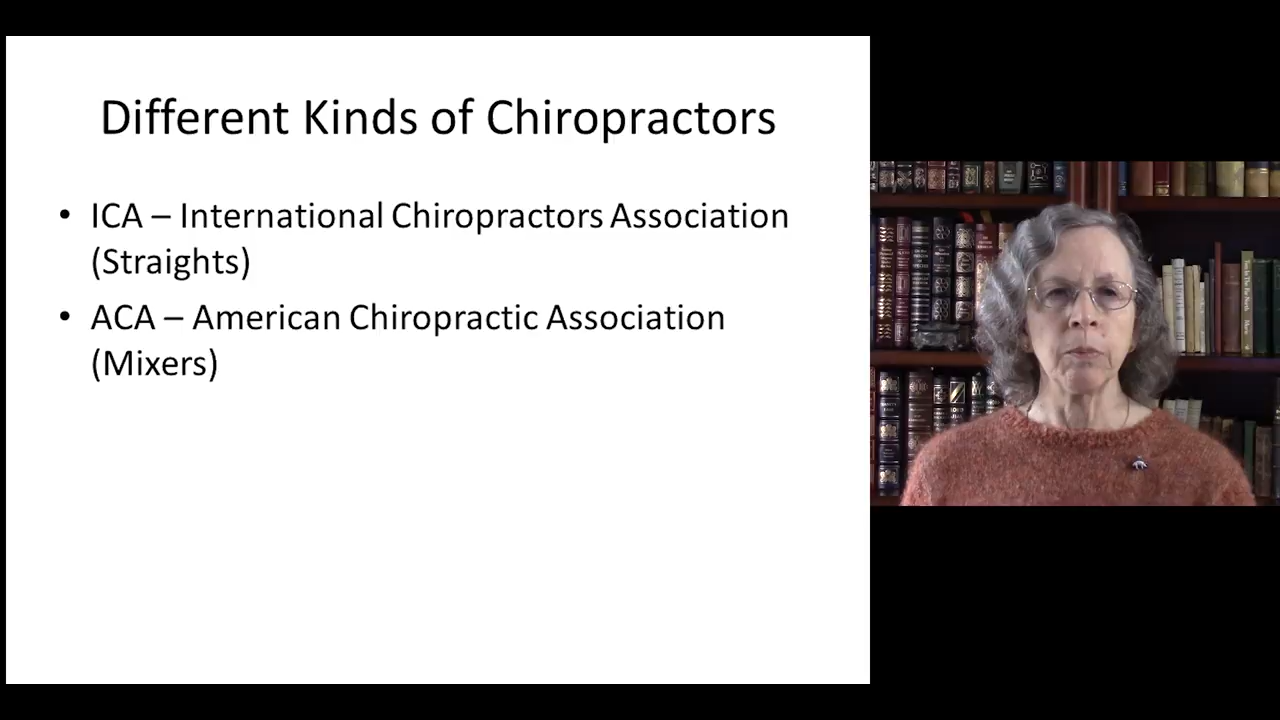 Different Kinds of Chiropractors
• ICA – International Chiropractors Association
(Straights)
• ACA – American Chiropractic Association
(Mixers)